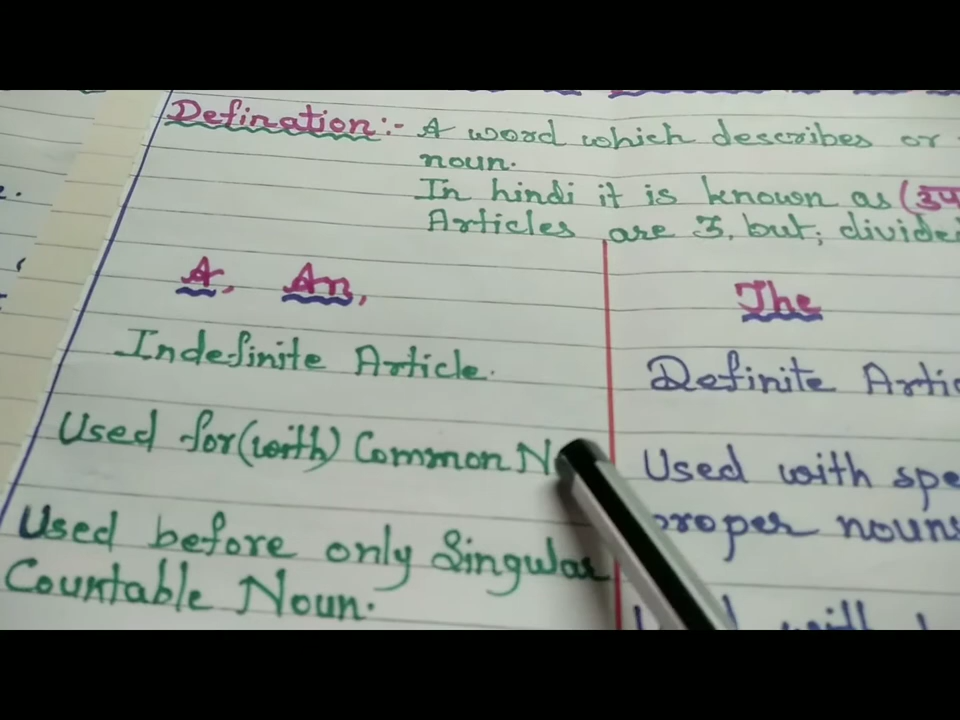 Defination:- A word which describes or
noun.
In hindi it is known as (उप
Articles are 3, but; divide
A, An,
Indefinite Article.
Used for(with) Common
Used before only Singular
Countable Noun.
The
Definite Artic
Used with spe
proper nouns